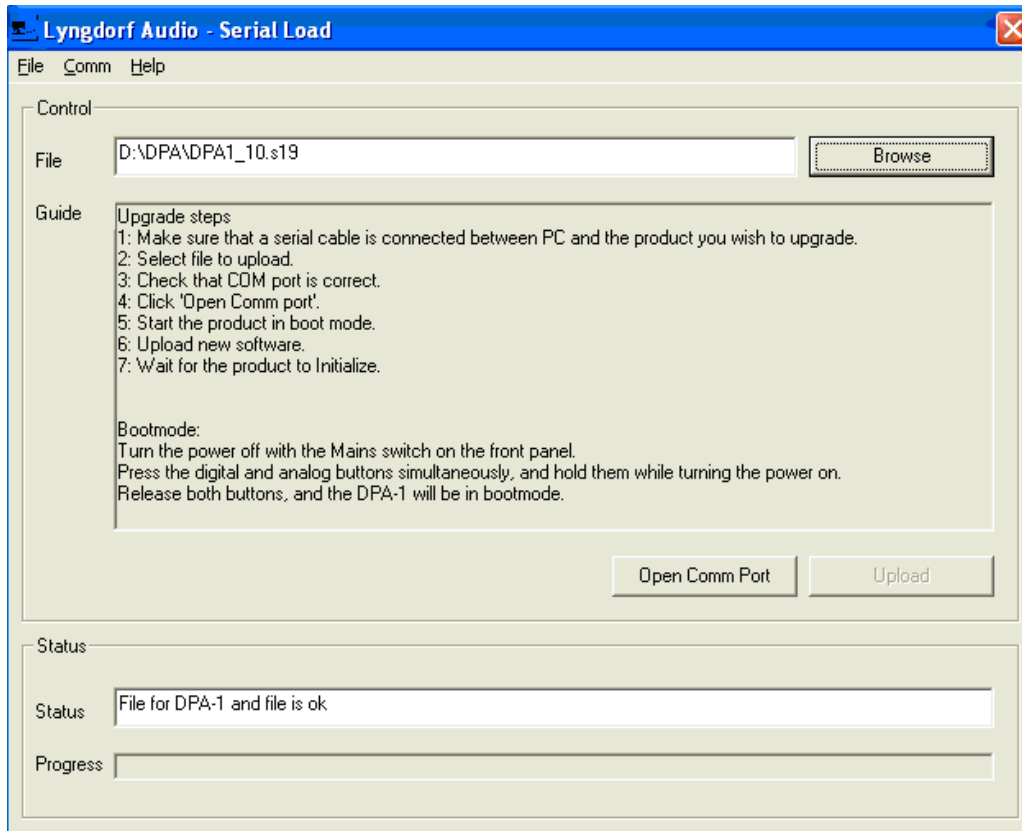 Lyngdorf Audio - Serial Load
File Comm Help
Control
File D:\DPA\DPA1_10.s19 Browse
Guide Upgrade steps
1: Make sure that a serial cable is connected between PC and the product you wish to upgrade.
2: Select file to upload.
3: Check that COM port is correct.
4: Click 'Open Comm port'.
5: Start the product in boot mode.
6: Upload new software.
7: Wait for the product to Initialize.
Bootmode:
Turn the power off with the Mains switch on the front panel.
Press the digital and analog buttons simultaneously, and hold them while turning the power on.
Release both buttons, and the DPA-1 will be in bootmode.
Open Comm Port Upload
Status
Status File for DPA-1 and file is ok
Progress